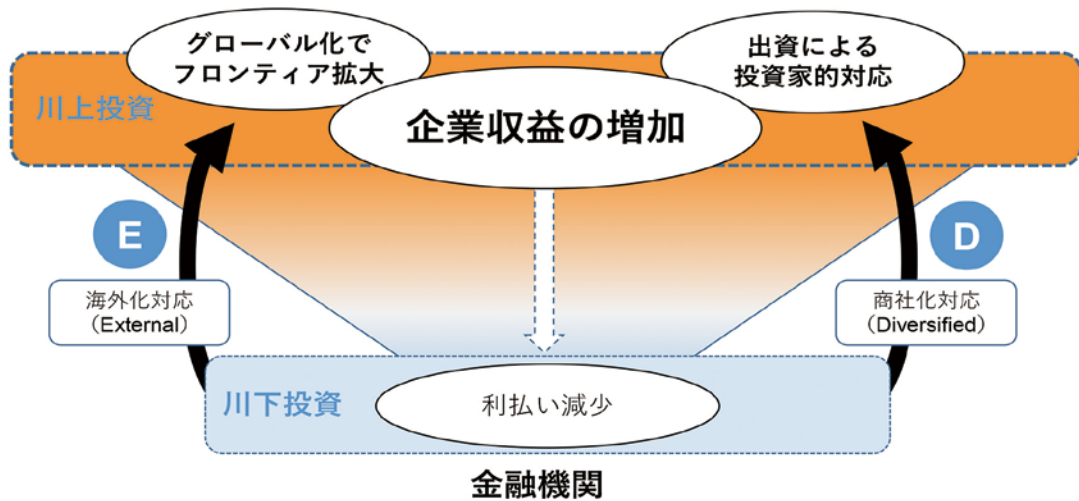 グローバル化で
フロンティア拡大
出資による
投資家的対応
川上投資
企業収益の増加
E
D
海外化対応
（External）
商社化対応
（Diversified）
川下投資
利払い減少
金融機関